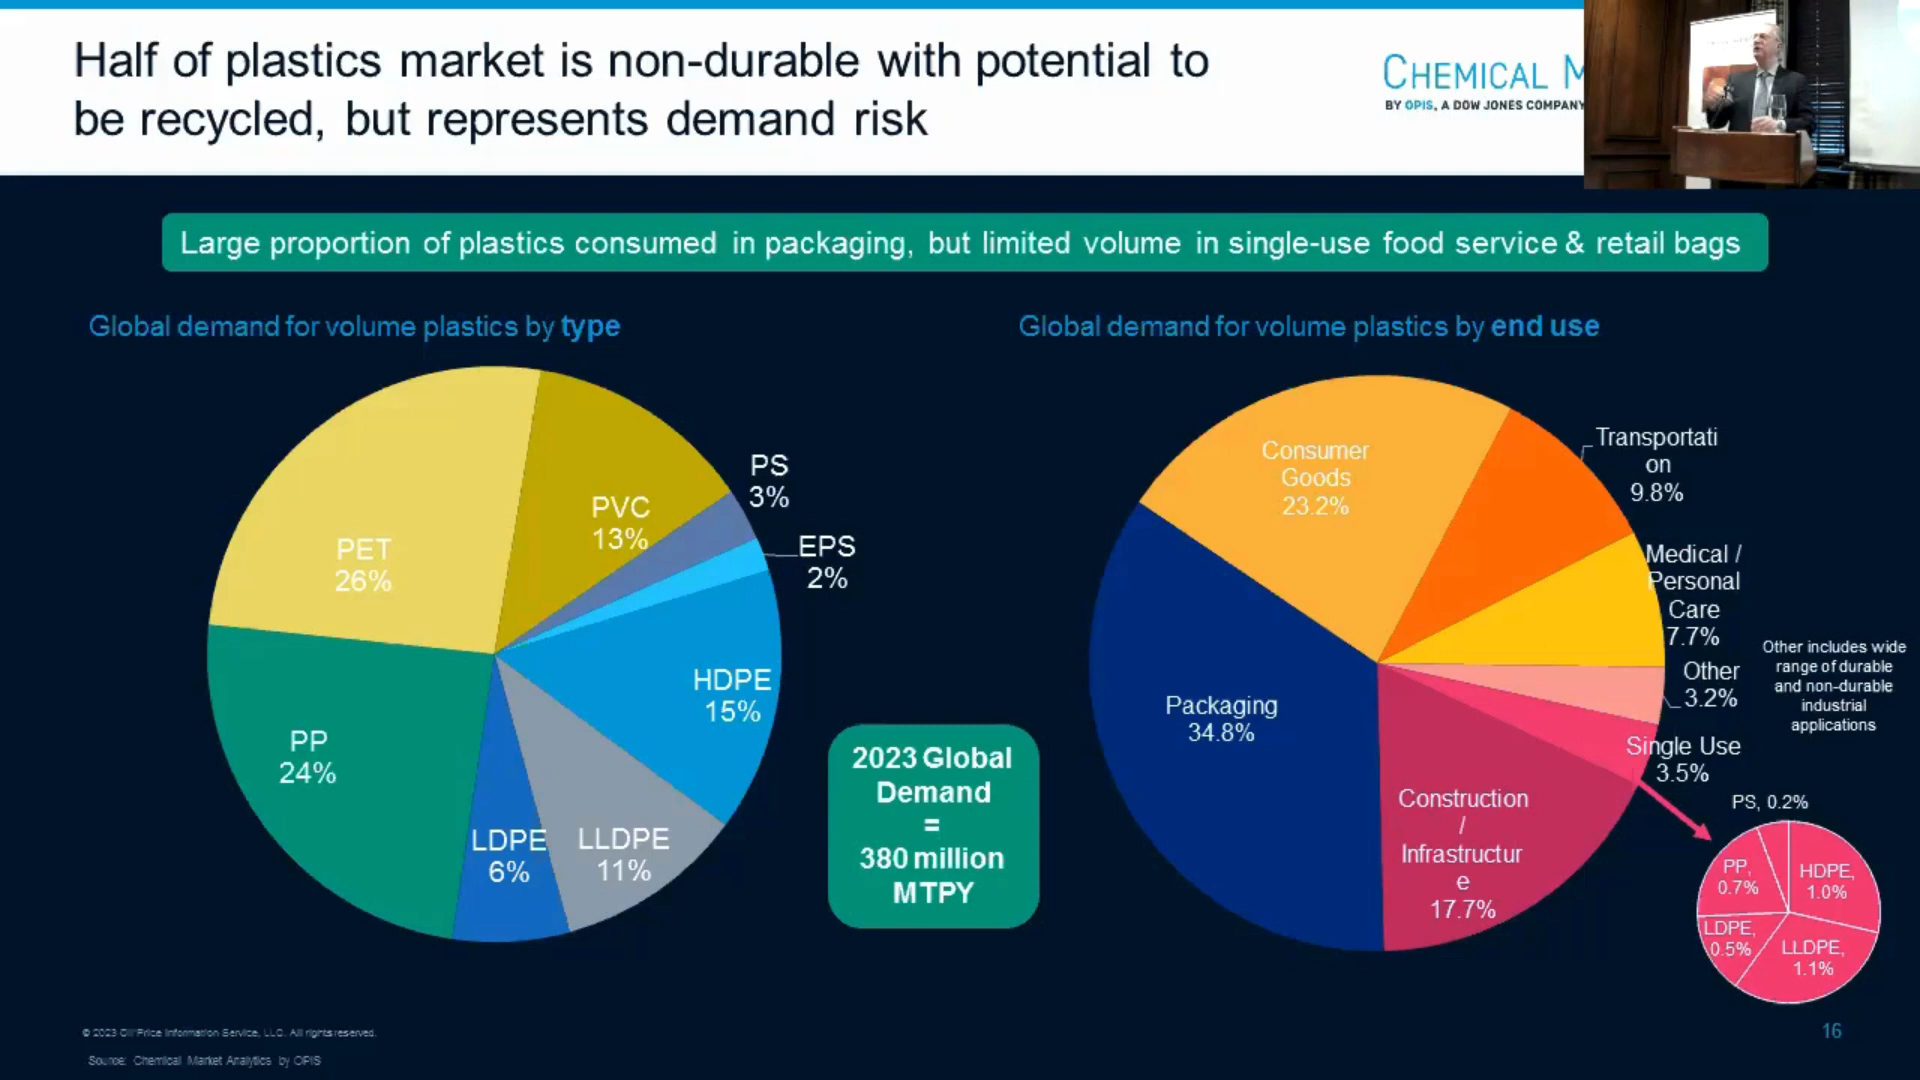 Half of plastics market is non-durable with potential to
be recycled, but represents demand risk
CHEMICAL M
BY OPIS, A DOW JONES COMPANY
Large proportion of plastics consumed in packaging, but limited volume in single-use food service & retail bags
Global demand for volume plastics by type
PET
26%
PVC
13%
PS
3%
EPS
2%
HDPE
15%
LLDPE
11%
LDPE
6%
PP
24%
2023 Global
Demand
=
380 million
MTPY
Global demand for volume plastics by end use
Consumer
Goods
23.2%
Transportati
on
9.8%
Medical /
Personal
Care
7.7%
Other
3.2%
Other includes wide
range of durable
and non-durable
industrial
applications
Single Use
3.5%
Construction
/
Infrastructur
e
17.7%
Packaging
34.8%
PS, 0.2%
HDPE,
1.0%
LLDPE,
1.1%
LDPE,
0.5%
PP,
0.7%
© 2023 Oil Price Information Service, LLC. All rights reserved.
Source: Chemical Market Analytics by OPIS
16